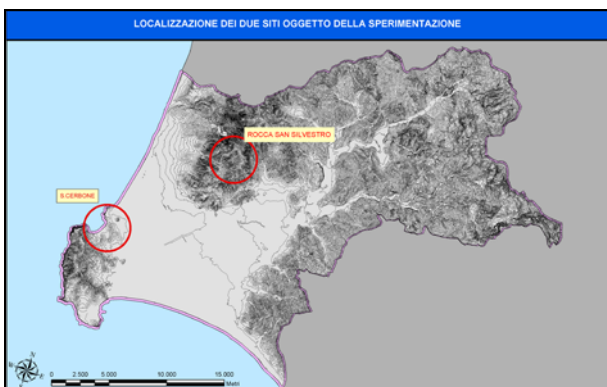 LOCALIZZAZIONE DEI DUE SITI OGGETTO DELLA SPERIMENTAZIONE
ROCCA SAN SILVESTRO
S.CERBONE
0 2.500 5.000 10.000 15.000
Metri